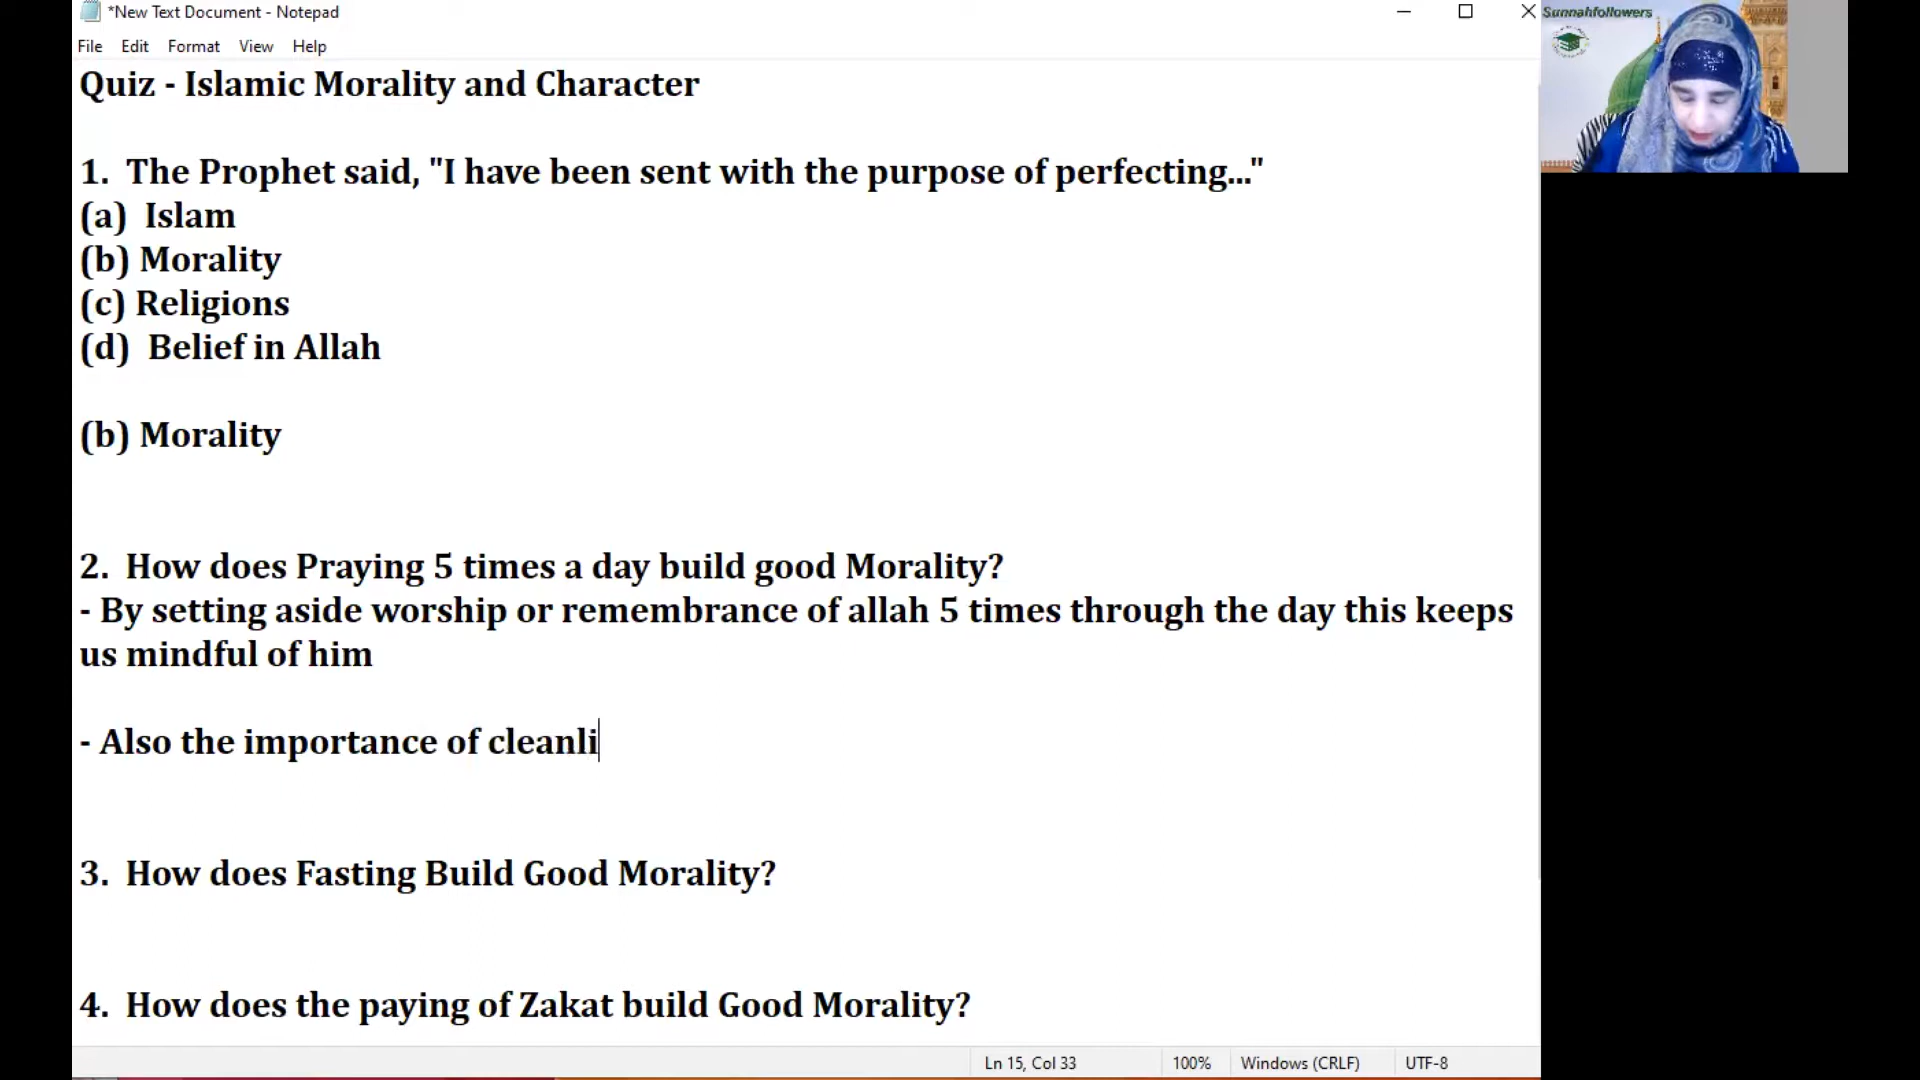 *New Text Document - Notepad
File Edit Format View Help
Sunnahfollowers
Quiz - Islamic Morality and Character
1.  The Prophet said, "I have been sent with the purpose of perfecting..."
(a)  Islam
(b) Morality
(c) Religions
(d)  Belief in Allah
(b) Morality
2.  How does Praying 5 times a day build good Morality?
- By setting aside worship or remembrance of allah 5 times through the day this keeps
us mindful of him
- Also the importance of cleanli
3.  How does Fasting Build Good Morality?
4.  How does the paying of Zakat build Good Morality?
Ln 15, Col 33 100% Windows (CRLF) UTF-8